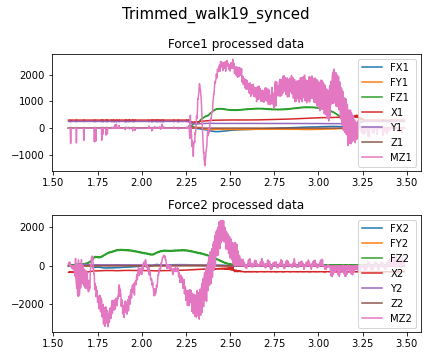 Trimmed_walk19_synced
Force1 processed data
2000
1000
0
−1000
1.50
1.75
2.00
2.25
2.50
2.75
3.00
3.25
3.50
FX1
FY1
FZ1
X1
Y1
Z1
MZ1
Force2 processed data
2000
0
−2000
1.50
1.75
2.00
2.25
2.50
2.75
3.00
3.25
3.50
FX2
FY2
FZ2
X2
Y2
Z2
MZ2